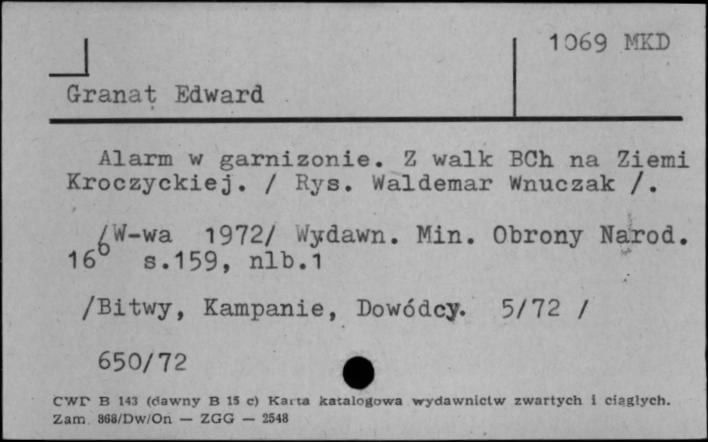 1069 MKD
Granat Edward
Alarm w garnizonie. Z walk BCh na Ziemi
Kroczyckiej. / Rys. Waldemar Wnuczak /.
/W-wa 1972/ Wydawn. Min. Obrony Narod.
16° s.159, nlb.1
/Bitwy, Kampanie, Dowódcy. 5/72 /
650/72
CWD B 143 (dawny B 15 c) Karta katalogowa wydawnictw zwartych i ciągłych.
Zam. 868/Dw/On — ZGG — 2548